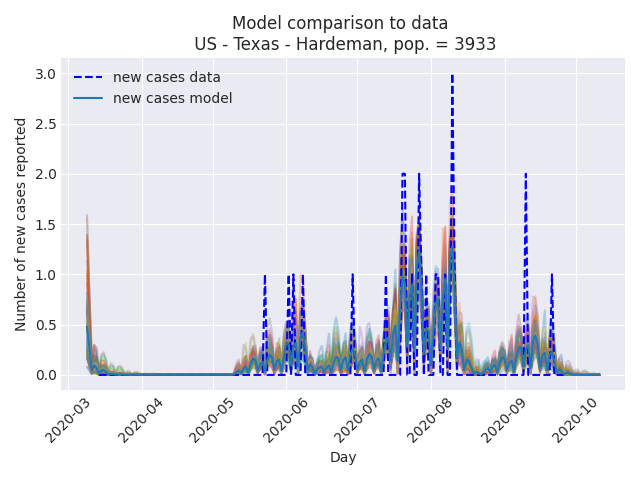 Model comparison to data
US - Texas - Hardeman, pop. = 3933
new cases data
new cases model
Number of new cases reported
3.0
2.5
2.0
1.5
1.0
0.5
0.0
2020-03
2020-04
2020-05
2020-06
2020-07
2020-08
2020-09
2020-10
Day